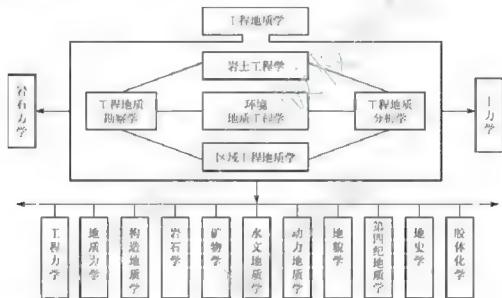 工程地质学
岩土工程学
岩石力学
工程地质
勘察学
环境
地质工程学
工程地质
分析学
土力学
区域工程地质学
工程力学
地质力学
构造地质学
岩石学
矿物学
水文地质学
动力地质学
地貌学
第四纪地质学
地史学
胶体化学